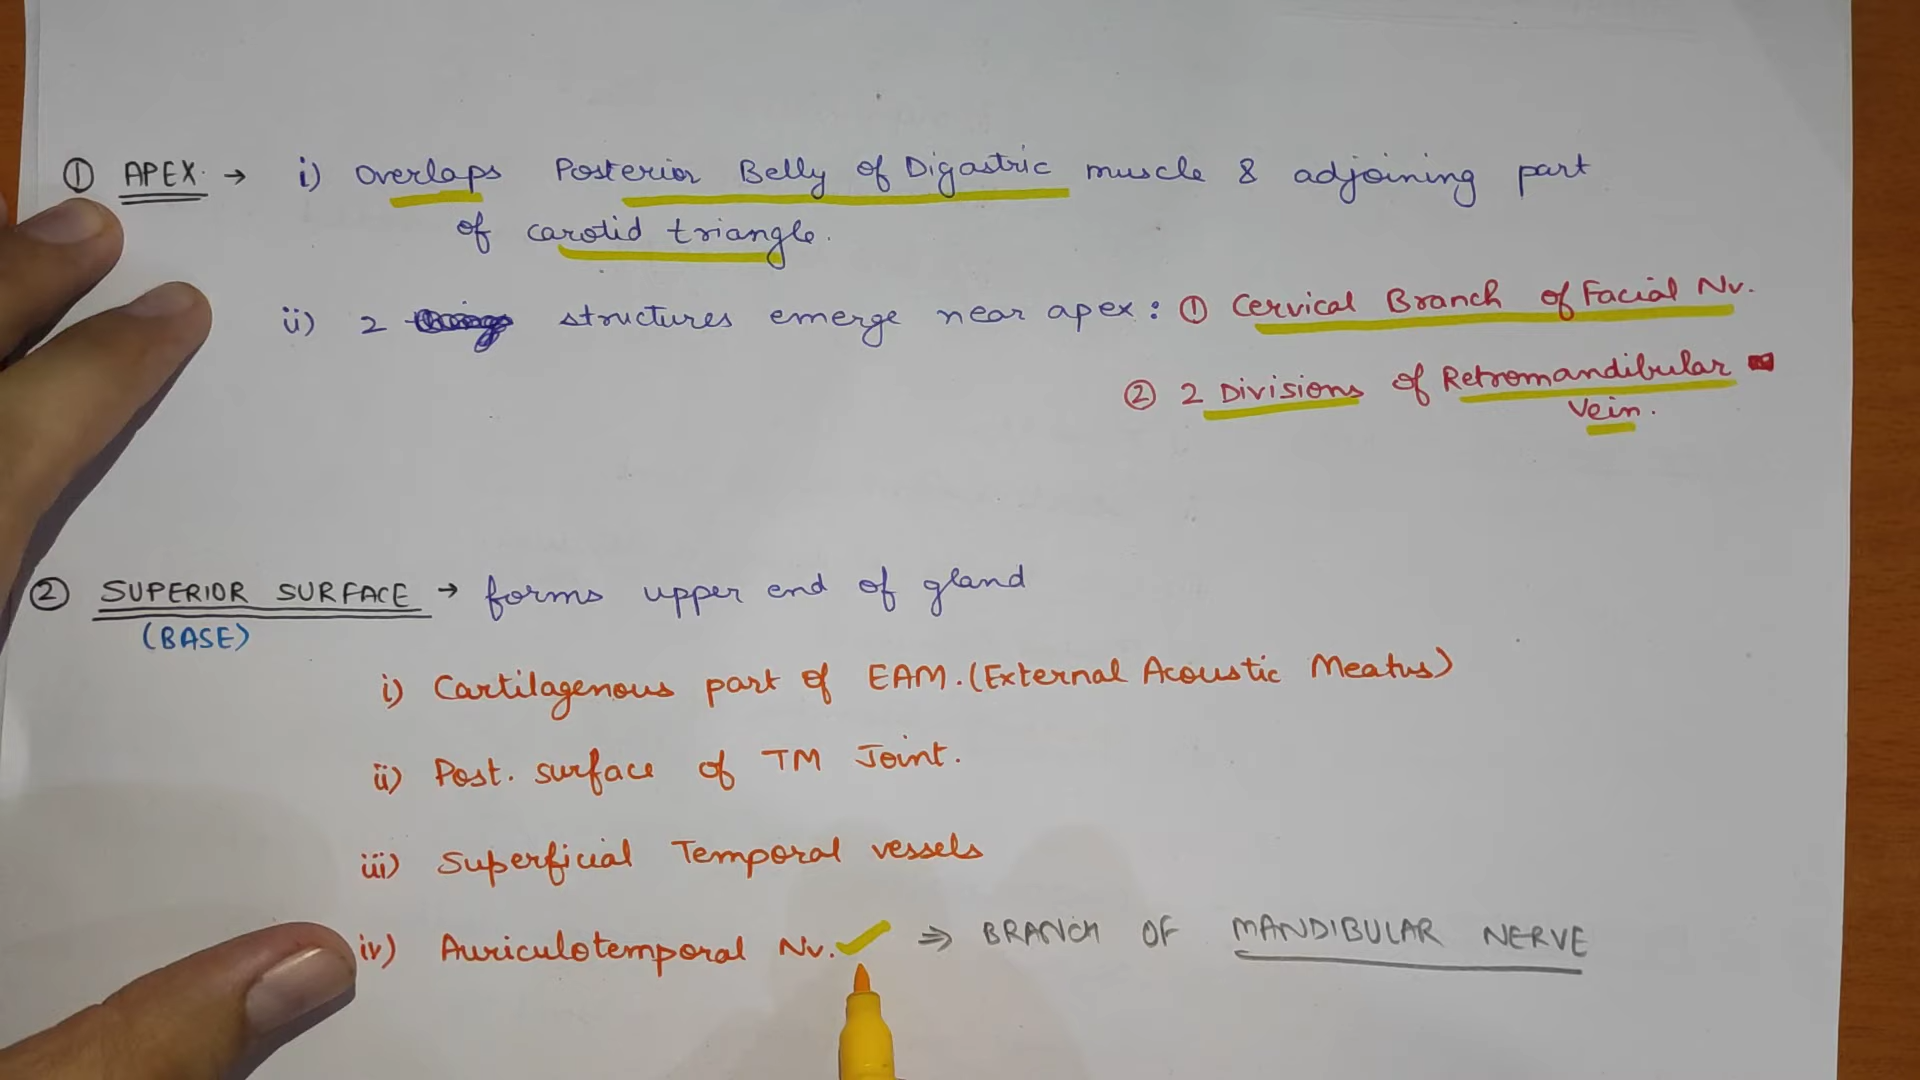 ① APEX. → i) Overlaps Posterior Belly of Digastric muscle & adjoining part
of carotid triangle.
ii) 2 structures emerge near apex: ① Cervical Branch of Facial Nv.
② 2 Divisions of Retromandibular
Vein.
② SUPERIOR SURFACE → forms upper end of gland
(BASE)
i) Cartilagenous part of EAM. (External Acoustic Meatus)
ii) Post. surface of TM Joint.
iii) Superficial Temporal vessels
iv) Auriculotemporal Nv. ✓ ⇒ BRANCH OF MANDIBULAR NERVE